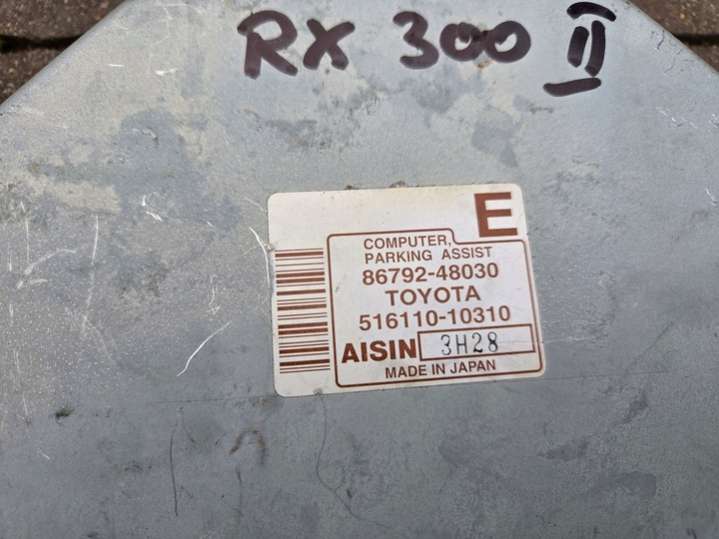 RX 300 II
E
COMPUTER,
PARKING ASSIST
86792-48030
TOYOTA
516110-10310
AISIN 3H28
MADE IN JAPAN